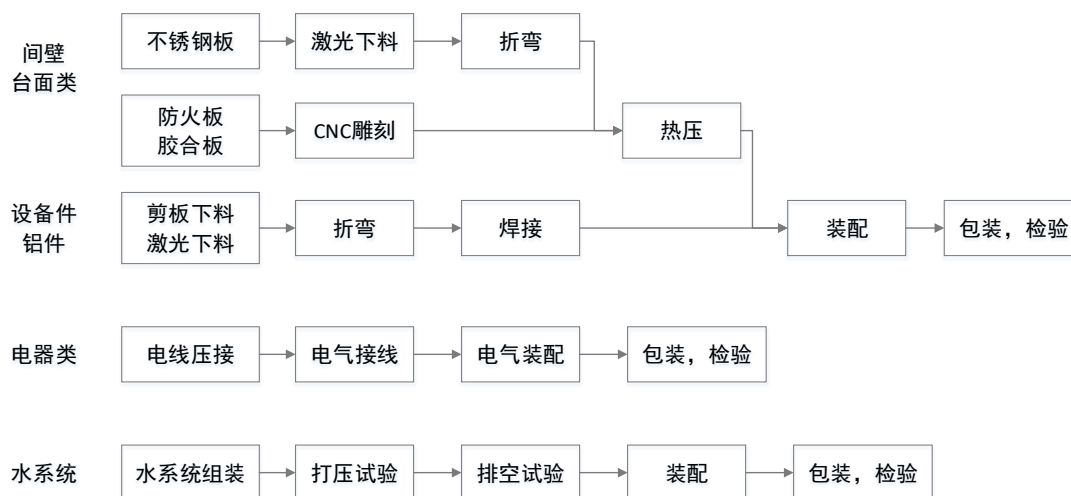 间壁
台面类
不锈钢板
激光下料
折弯
防火板
胶合板
CNC雕刻
热压
设备件
铝件
剪板下料
激光下料
折弯
焊接
装配
包装，检验
电器类
电线压接
电气接线
电气装配
包装，检验
水系统
水系统组装
打压试验
排空试验
装配
包装，检验